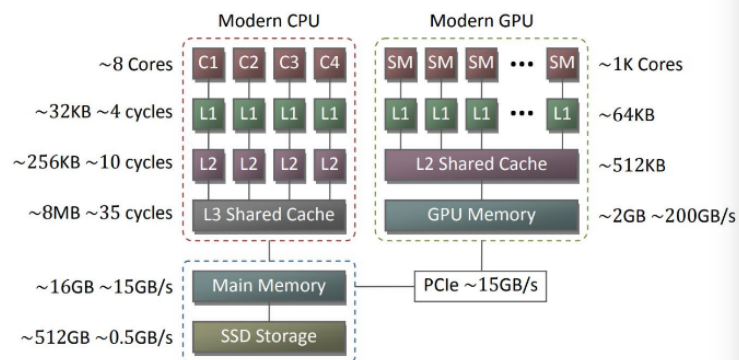 Modern CPU
Modern GPU
~8 Cores
C1 C2 C3 C4
SM SM SM ••• SM
~1K Cores
~32KB ~4 cycles
L1 L1 L1 L1
L1 L1 L1 ••• L1
~64KB
~256KB ~10 cycles
L2 L2 L2 L2
L2 Shared Cache
~512KB
~8MB ~35 cycles
L3 Shared Cache
GPU Memory
~2GB ~200GB/s
~16GB ~15GB/s
Main Memory
PCIe ~15GB/s
~512GB ~0.5GB/s
SSD Storage